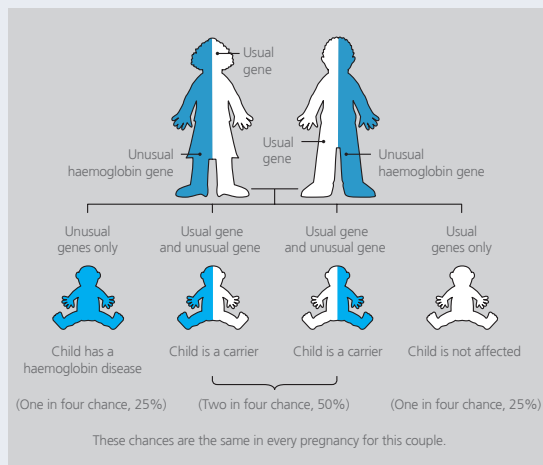 Usual
gene
Usual
gene
Unusual
haemoglobin gene
Unusual
haemoglobin gene
Unusual
genes only
Usual gene
and unusual gene
Usual gene
and unusual gene
Usual
genes only
Child has a
haemoglobin disease
Child is a carrier
Child is a carrier
Child is not affected
(One in four chance, 25%)
(Two in four chance, 50%)
(One in four chance, 25%)
These chances are the same in every pregnancy for this couple.